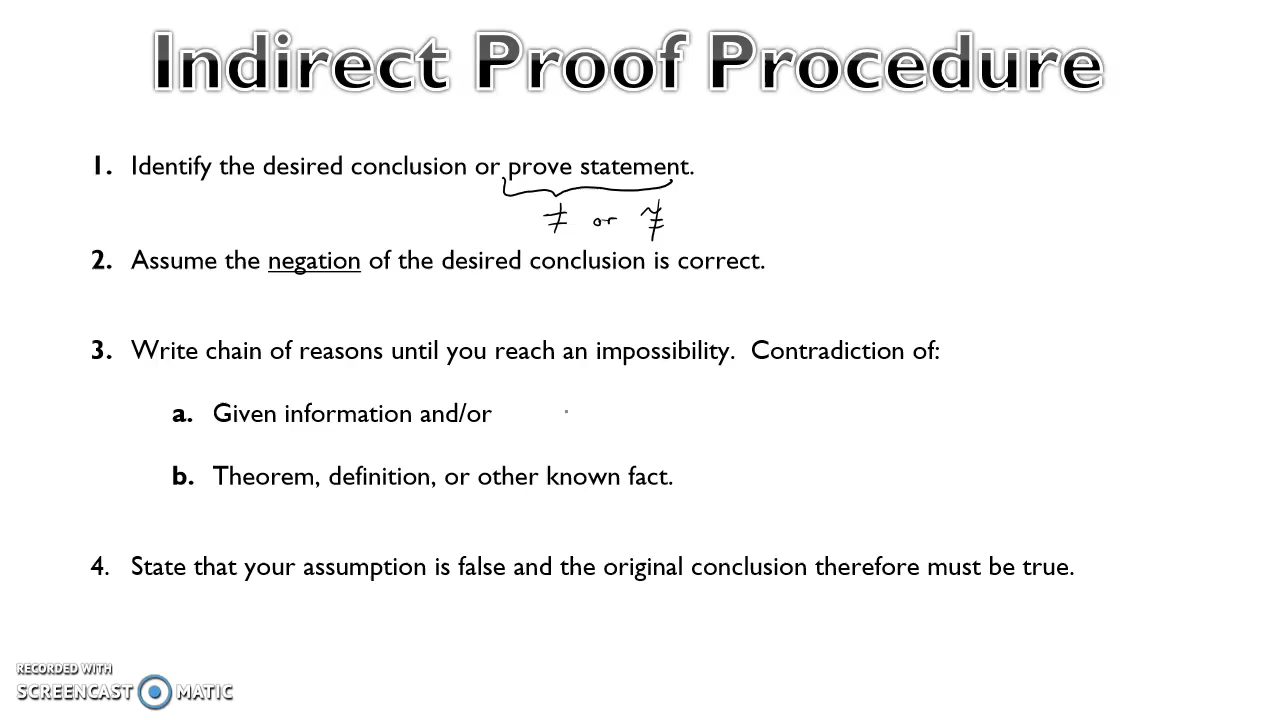 Indirect Proof Procedure
1. Identify the desired conclusion or prove statement.
≠ or ≇
2. Assume the negation of the desired conclusion is correct.
3. Write chain of reasons until you reach an impossibility. Contradiction of:
a. Given information and/or
b. Theorem, definition, or other known fact.
4. State that your assumption is false and the original conclusion therefore must be true.
RECORDED WITH
SCREENCAST MATIC